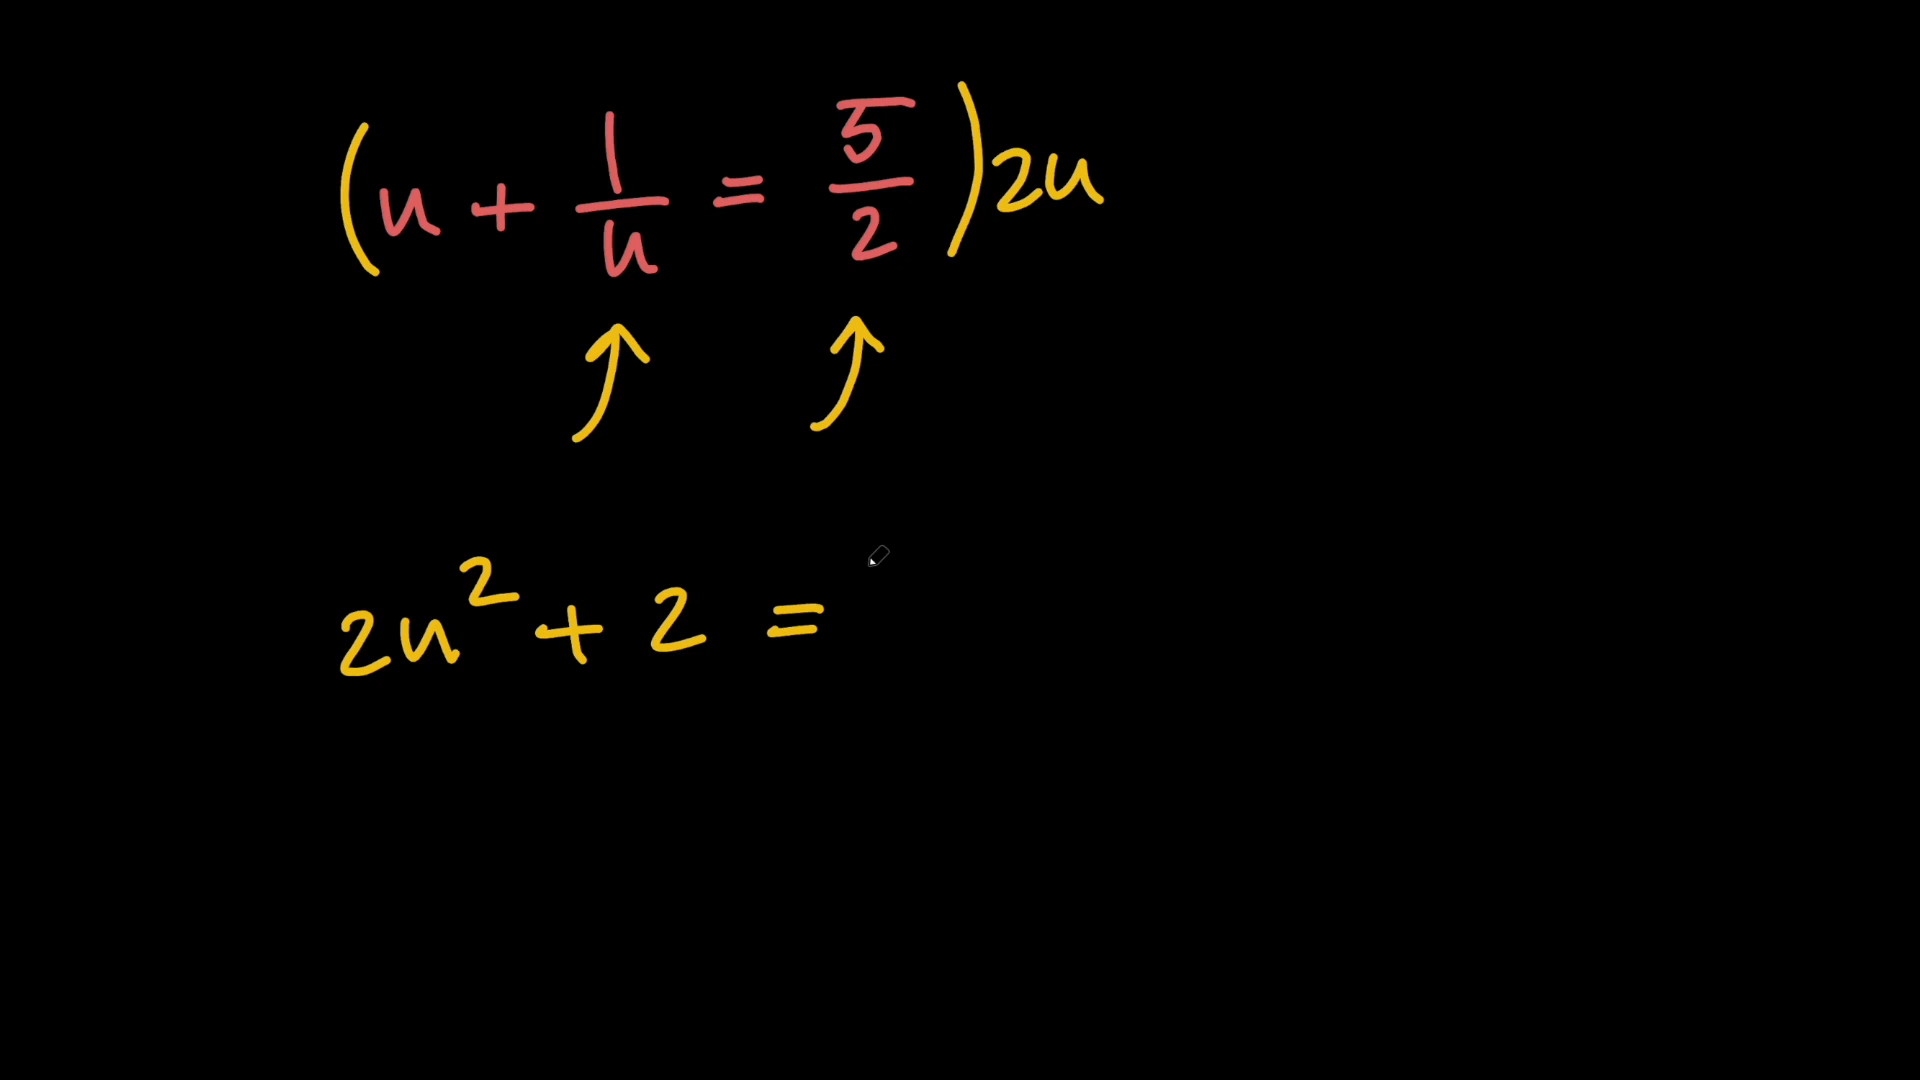 (u + 1/u = 5/2) 2u
2u² + 2 =